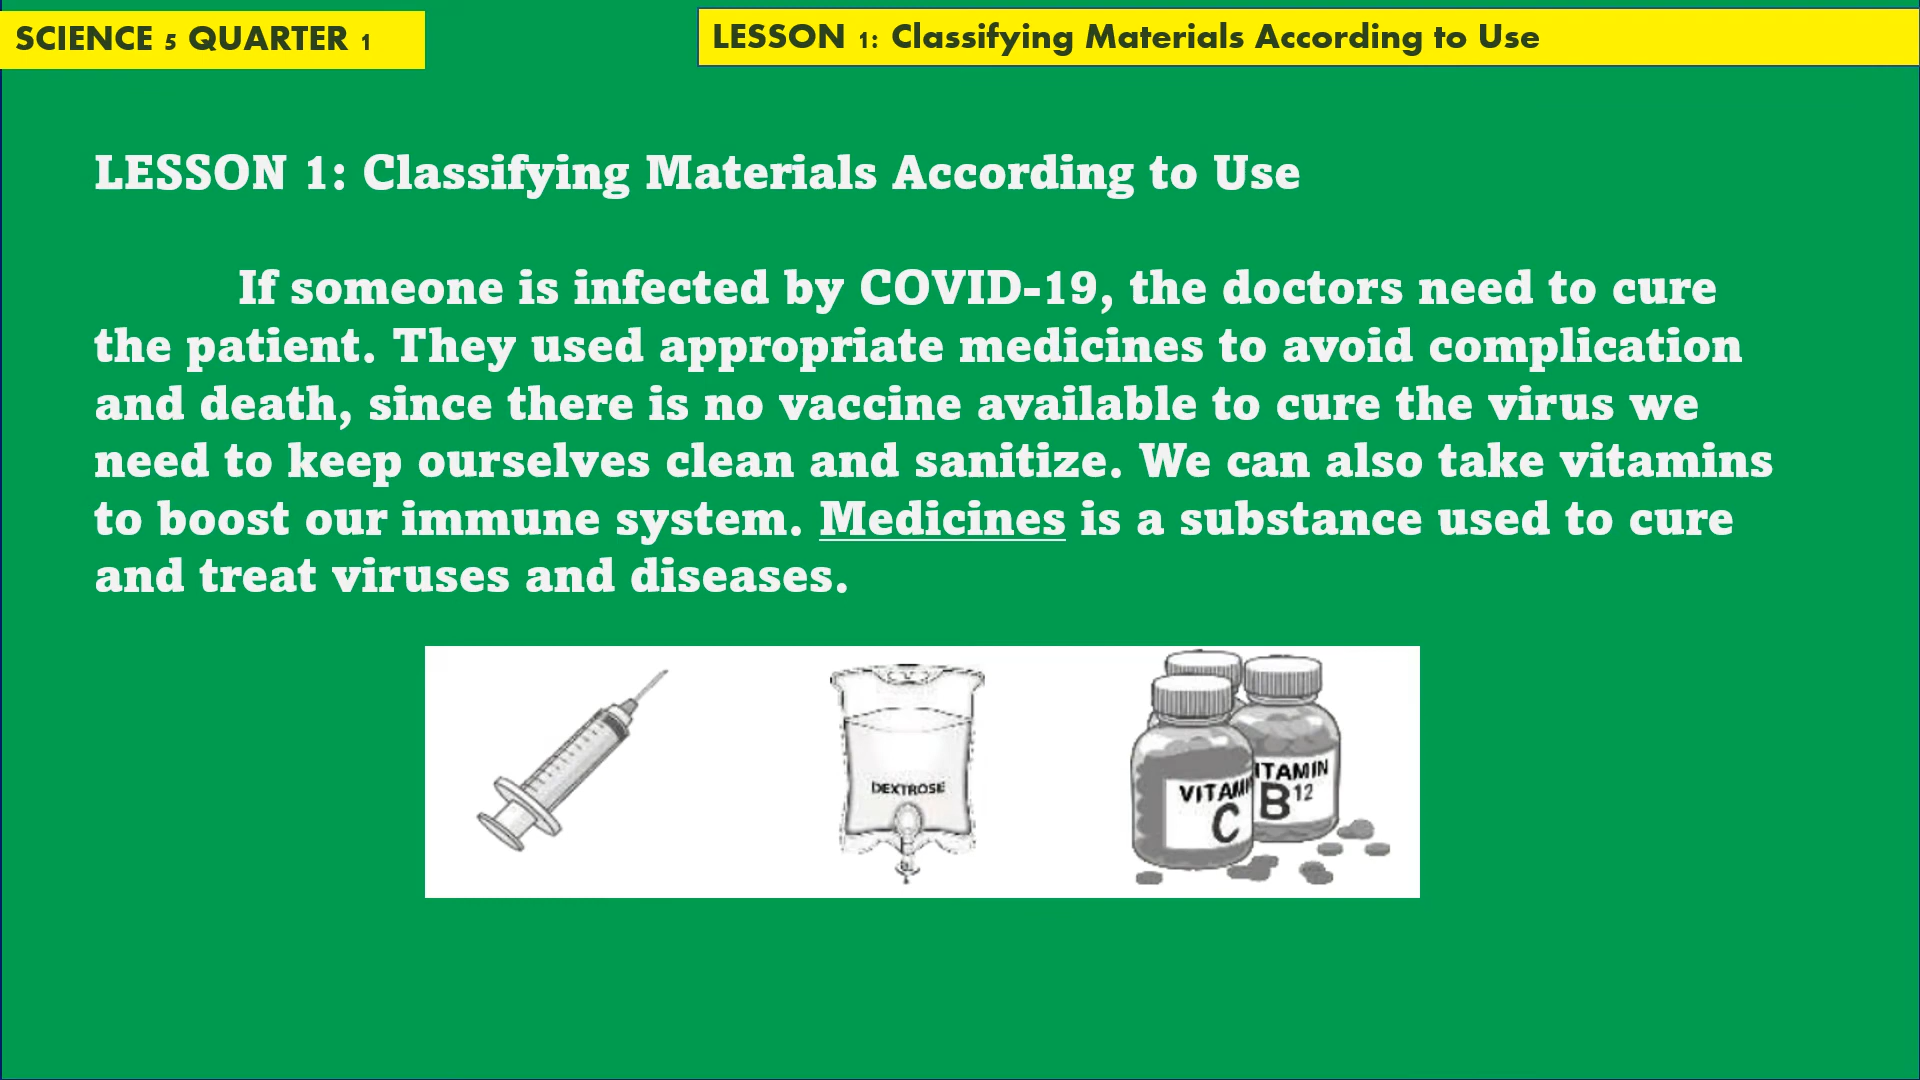 SCIENCE 5 QUARTER 1
LESSON 1: Classifying Materials According to Use
LESSON 1: Classifying Materials According to Use
If someone is infected by COVID-19, the doctors need to cure
the patient. They used appropriate medicines to avoid complication
and death, since there is no vaccine available to cure the virus we
need to keep ourselves clean and sanitize. We can also take vitamins
to boost our immune system. Medicines is a substance used to cure
and treat viruses and diseases.
DEXTROSE
VITAMI
C
ITAMIN
B12